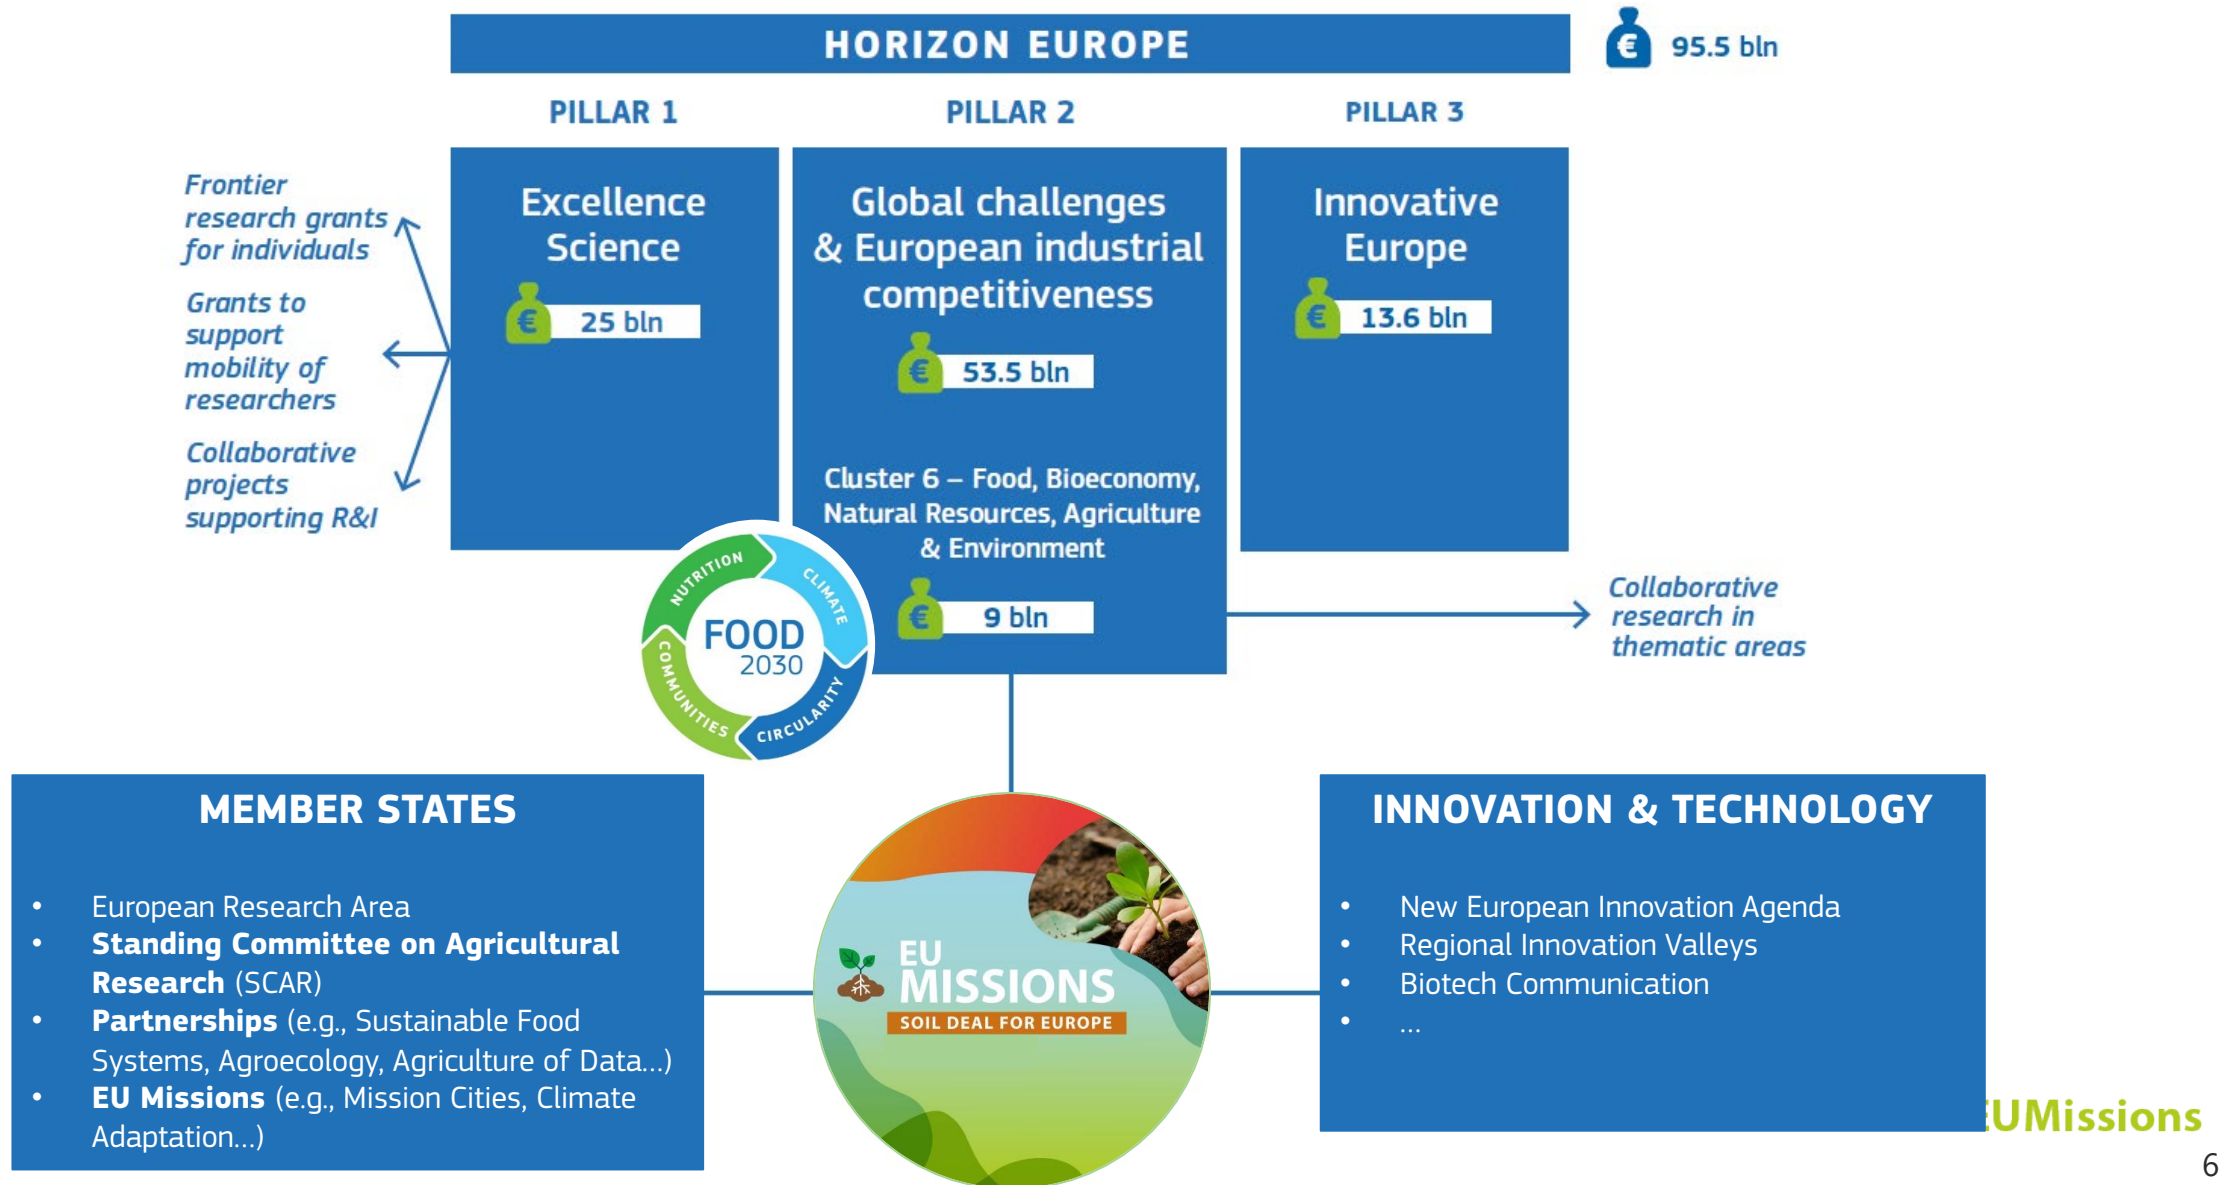 HORIZON EUROPE
€ 95.5 bln
PILLAR 1
PILLAR 2
PILLAR 3
Frontier
research grants
for individuals
Grants to
support
mobility of
researchers
Collaborative
projects
supporting R&I
Excellence
Science
€ 25 bln
Global challenges
& European industrial
competitiveness
€ 53.5 bln
Cluster 6 – Food, Bioeconomy,
Natural Resources, Agriculture
& Environment
€ 9 bln
Innovative
Europe
€ 13.6 bln
Collaborative
research in
thematic areas
NUTRITION
CLIMATE
CIRCULARITY
COMMUNITIES
FOOD
2030
MEMBER STATES
• European Research Area
• Standing Committee on Agricultural
Research (SCAR)
• Partnerships (e.g., Sustainable Food
Systems, Agroecology, Agriculture of Data...)
• EU Missions (e.g., Mission Cities, Climate
Adaptation...)
EU
MISSIONS
SOIL DEAL FOR EUROPE
INNOVATION & TECHNOLOGY
• New European Innovation Agenda
• Regional Innovation Valleys
• Biotech Communication
• ...
UMissions
6